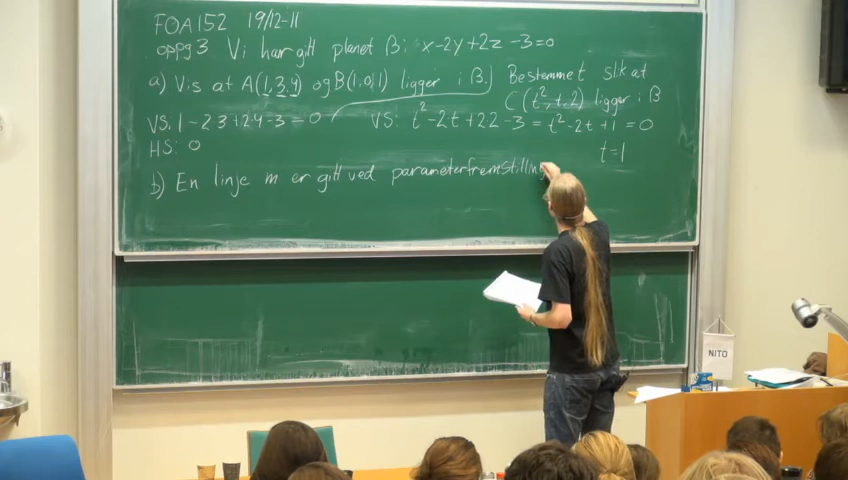 FOA152 19/12-11
oppg 3 Vi har gitt planet β: x-2y+2z-3=0
a) Vis at A(1,3,4) og B(1,0,1) ligger i β. Bestemmet slik at
C(t²,t,2) ligger i β
VS: 1-2·3+2·4-3=0 VS: t²-2t+2·2-3=t²-2t+1=0
HS: 0
t=1
b) En linje m er gitt ved parameterfremstilling
NITO